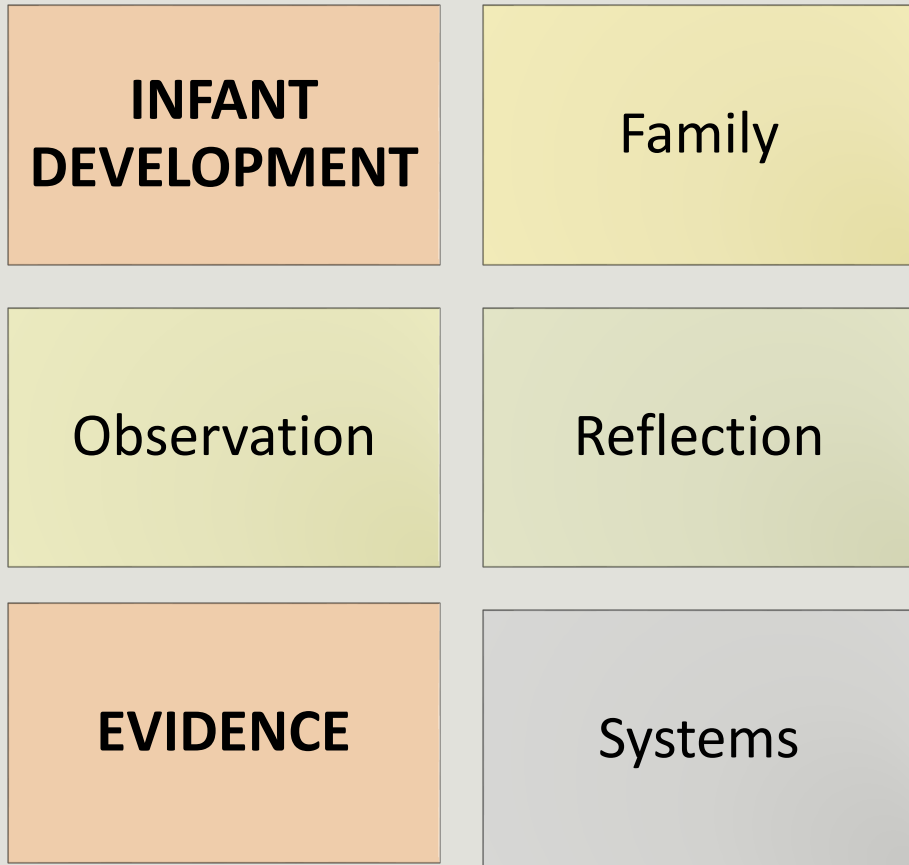 INFANT
DEVELOPMENT
Family
Observation
Reflection
EVIDENCE
Systems